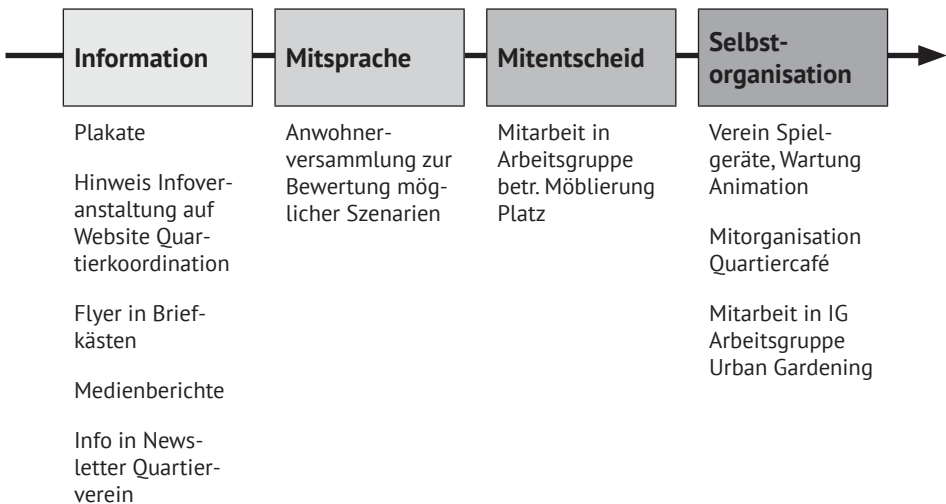 Information
Mitsprache
Mitentscheid
Selbst-
organisation
Plakate
Hinweis Infover-
anstaltung auf
Website Quar-
tierkoordination
Flyer in Brief-
kästen
Medienberichte
Info in News-
letter Quartier-
verein
Anwohner-
versammlung zur
Bewertung mög-
licher Szenarien
Mitarbeit in
Arbeitsgruppe
betr. Möblierung
Platz
Verein Spiel-
geräte, Wartung
Animation
Mitorganisation
Quartiercafé
Mitarbeit in IG
Arbeitsgruppe
Urban Gardening